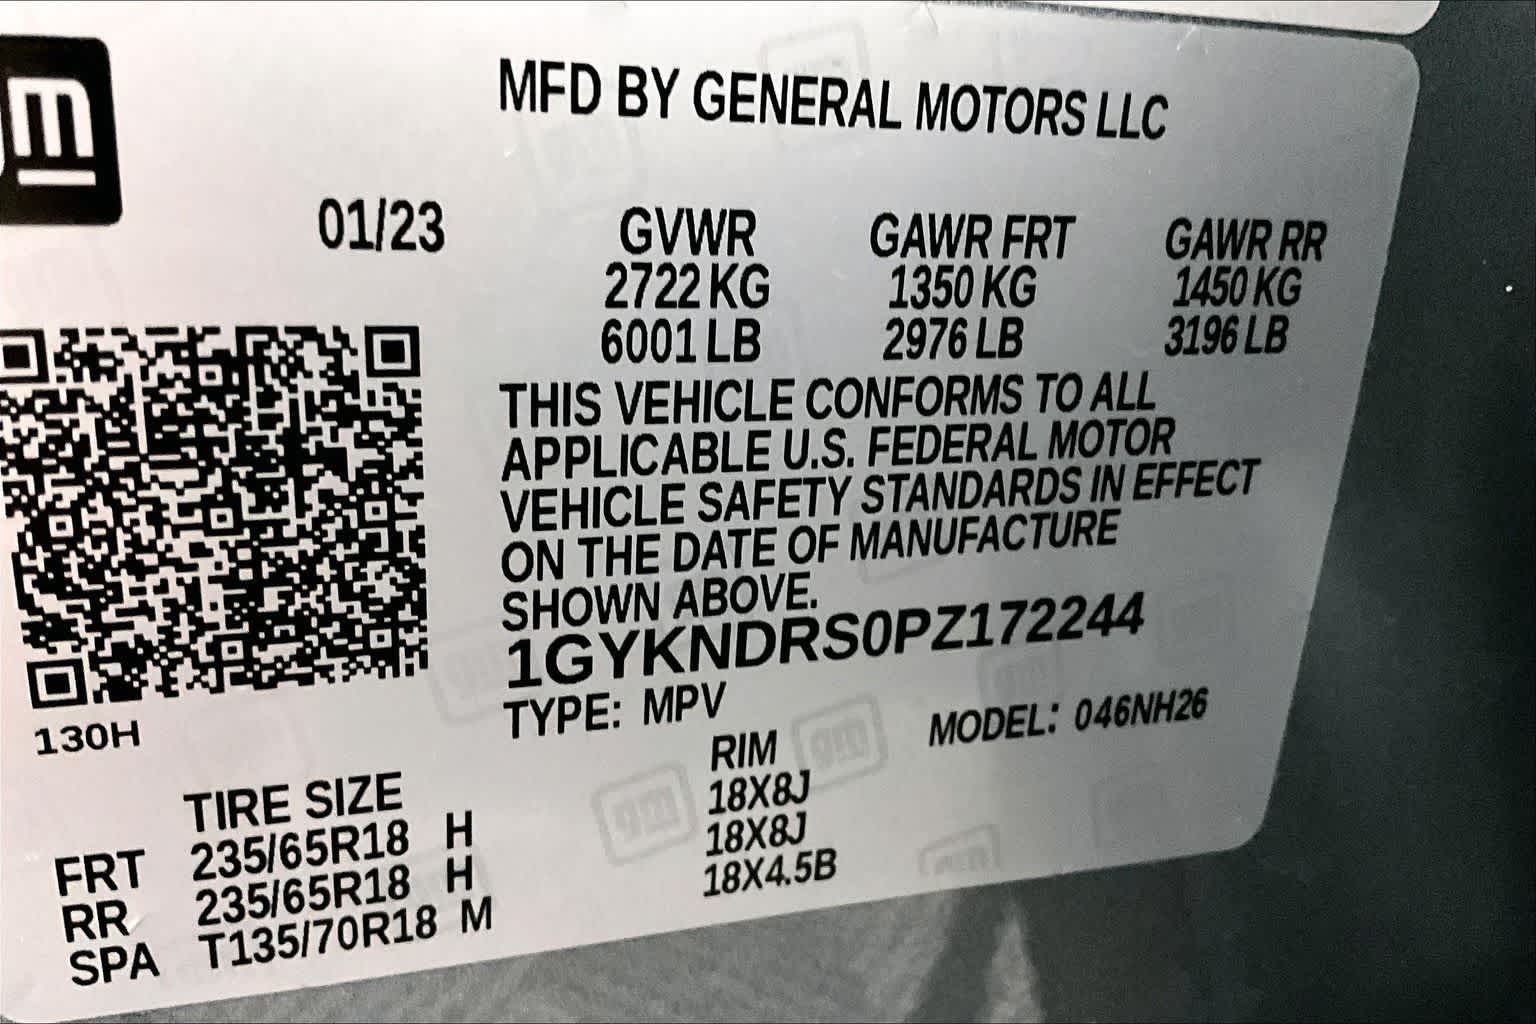 gm
MFD BY GENERAL MOTORS LLC
01/23
GVWR GAWR FRT GAWR RR
2722 KG 1350 KG 1450 KG
6001 LB 2976 LB 3196 LB
THIS VEHICLE CONFORMS TO ALL
APPLICABLE U.S. FEDERAL MOTOR
VEHICLE SAFETY STANDARDS IN EFFECT
ON THE DATE OF MANUFACTURE
SHOWN ABOVE.
1GYKNDRS0PZ172244
TYPE: MPV MODEL: 046NH26
130H
TIRE SIZE RIM
FRT 235/65R18 H 18X8J
RR 235/65R18 H 18X8J
SPA T135/70R18 M 18X4.5B
gm
gm